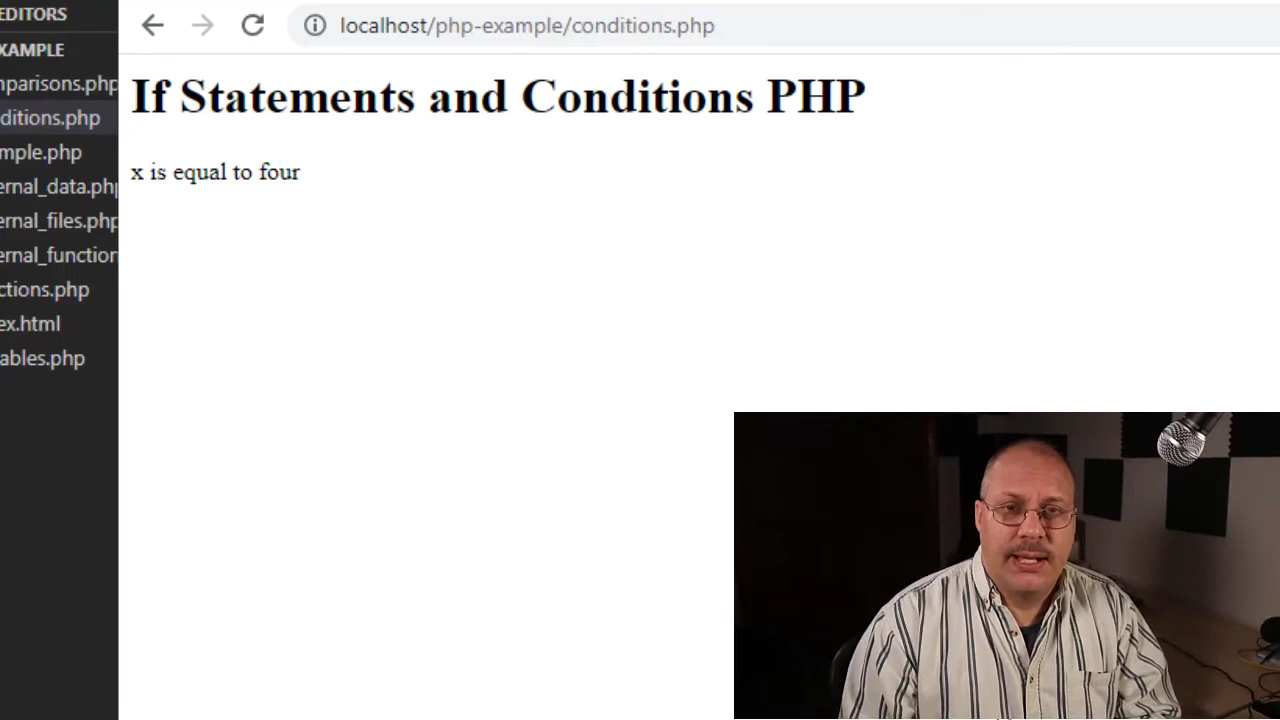 EDITORS
XAMPLE
nparisons.php
ditions.php
mple.php
ernal_data.php
ernal_files.php
ernal_function
ctions.php
ex.html
ables.php
localhost/php-example/conditions.php
If Statements and Conditions PHP
x is equal to four